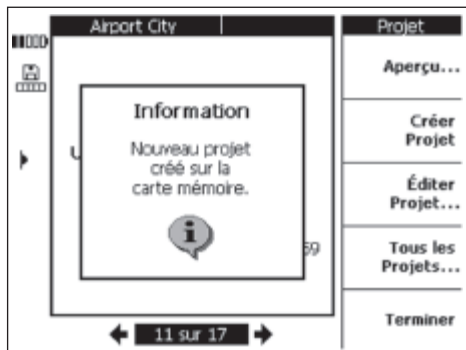 Airport City
Projet
Aperçu...
Créer
Projet
Éditer
Projet...
Tous les
Projets...
Terminer
Information
Nouveau projet
créé sur la
carte mémoire.
11 sur 17